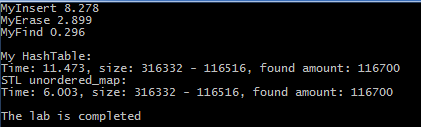 MyInsert 8.278
MyErase 2.899
MyFind 0.296
My HashTable:
Time: 11.473, size: 316332 - 116516, found amount: 116700
STL unordered_map:
Time: 6.003, size: 316332 - 116516, found amount: 116700
The lab is completed